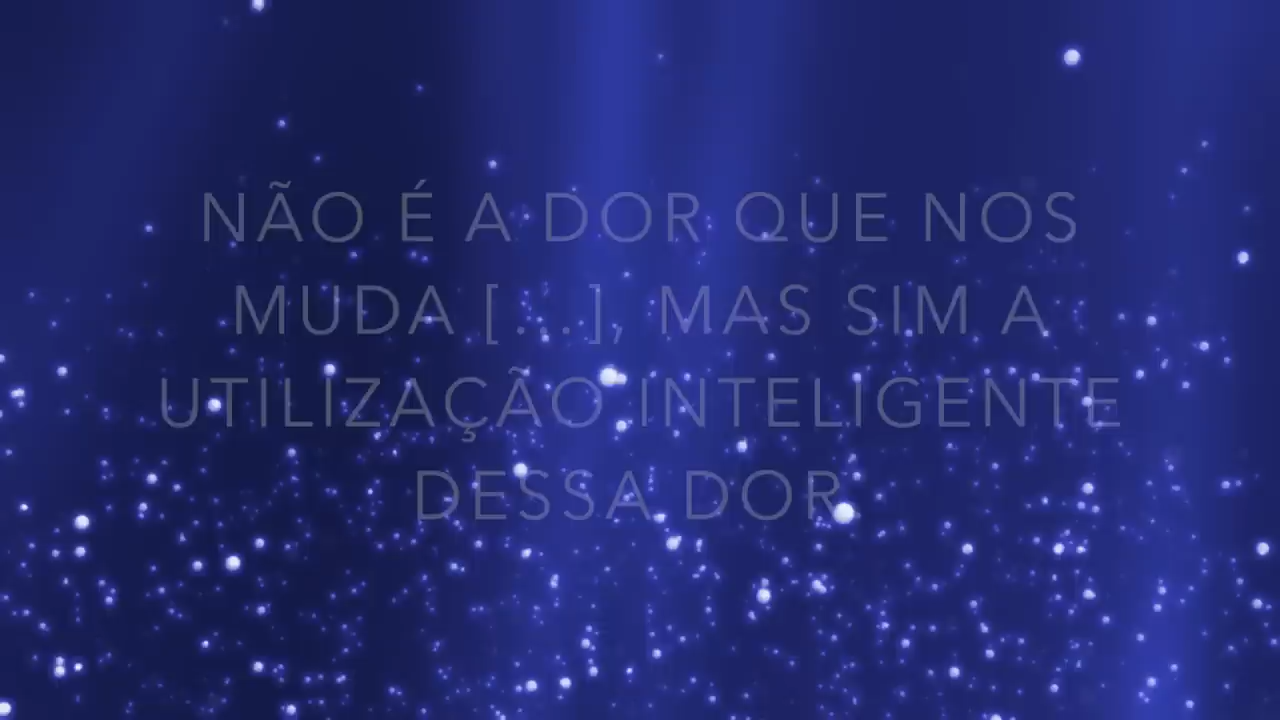 NÃO É A DOR QUE NOS
MUDA [...], MAS SIM A
UTILIZAÇÃO INTELIGENTE
DESSA DOR